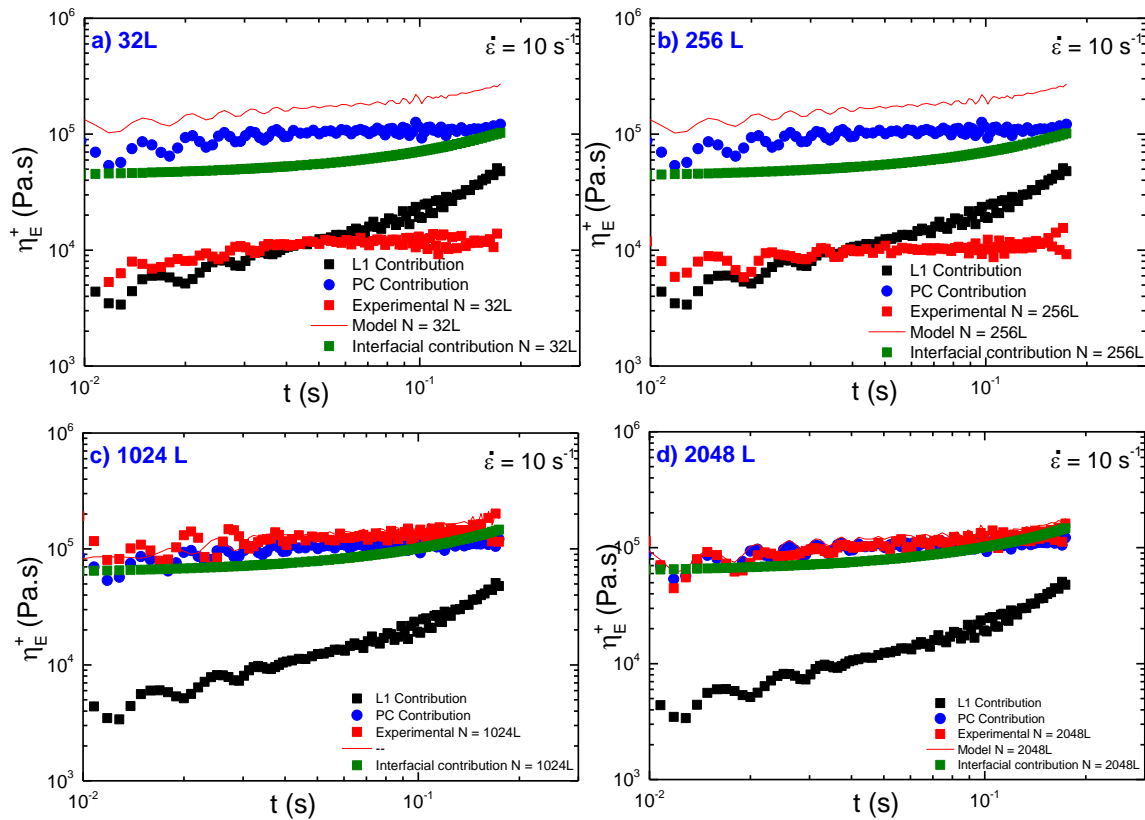 a) 32L
ε̇ = 10 s⁻¹
10⁶
10⁵
10⁴
10³
η_E⁺ (Pa.s)
L1 Contribution
PC Contribution
Experimental N = 32L
Model N = 32L
Interfacial contribution N = 32L
10⁻²
10⁻¹
t (s)
b) 256 L
ε̇ = 10 s⁻¹
10⁶
10⁵
10⁴
10³
η_E⁺ (Pa.s)
L1 Contribution
PC Contribution
Experimental N = 256L
Model N = 256L
Interfacial contribution N = 256L
10⁻²
10⁻¹
t (s)
c) 1024 L
ε̇ = 10 s⁻¹
10⁶
10⁵
10⁴
10³
η_E⁺ (Pa.s)
L1 Contribution
PC Contribution
Experimental N = 1024L
--
Interfacial contribution N = 1024L
10⁻²
10⁻¹
t (s)
d) 2048 L
ε̇ = 10 s⁻¹
10⁶
10⁵
10⁴
10³
η_E⁺ (Pa.s)
L1 Contribution
PC Contribution
Experimental N = 2048L
Model N = 2048L
Interfacial contribution N = 2048L
10⁻²
10⁻¹
t (s)